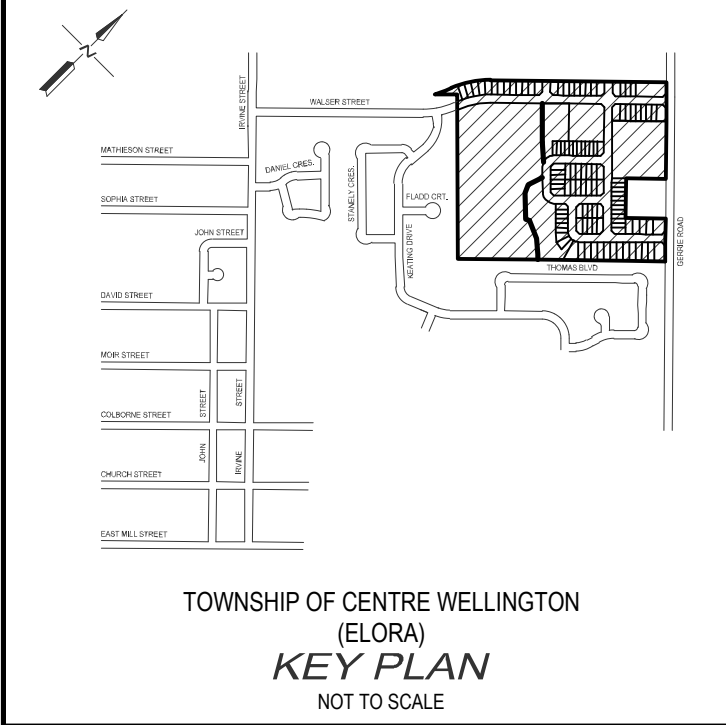 N
IRVINE STREET
WALSER STREET
MATHIESON STREET
DANIEL CRES.
STANELY CRES.
SOPHIA STREET
FLADD CRT.
JOHN STREET
KEATING DRIVE
GERRIE ROAD
THOMAS BLVD
DAVID STREET
MOIR STREET
STREET
STREET
COLBORNE STREET
JOHN
IRVINE
CHURCH STREET
EAST MILL STREET
TOWNSHIP OF CENTRE WELLINGTON
(ELORA)
KEY PLAN
NOT TO SCALE